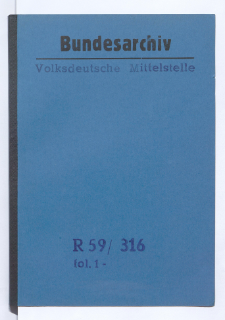 Bundesarchiv
Volksdeutsche Mittelstelle
R 59/ 316
fol. 1 -